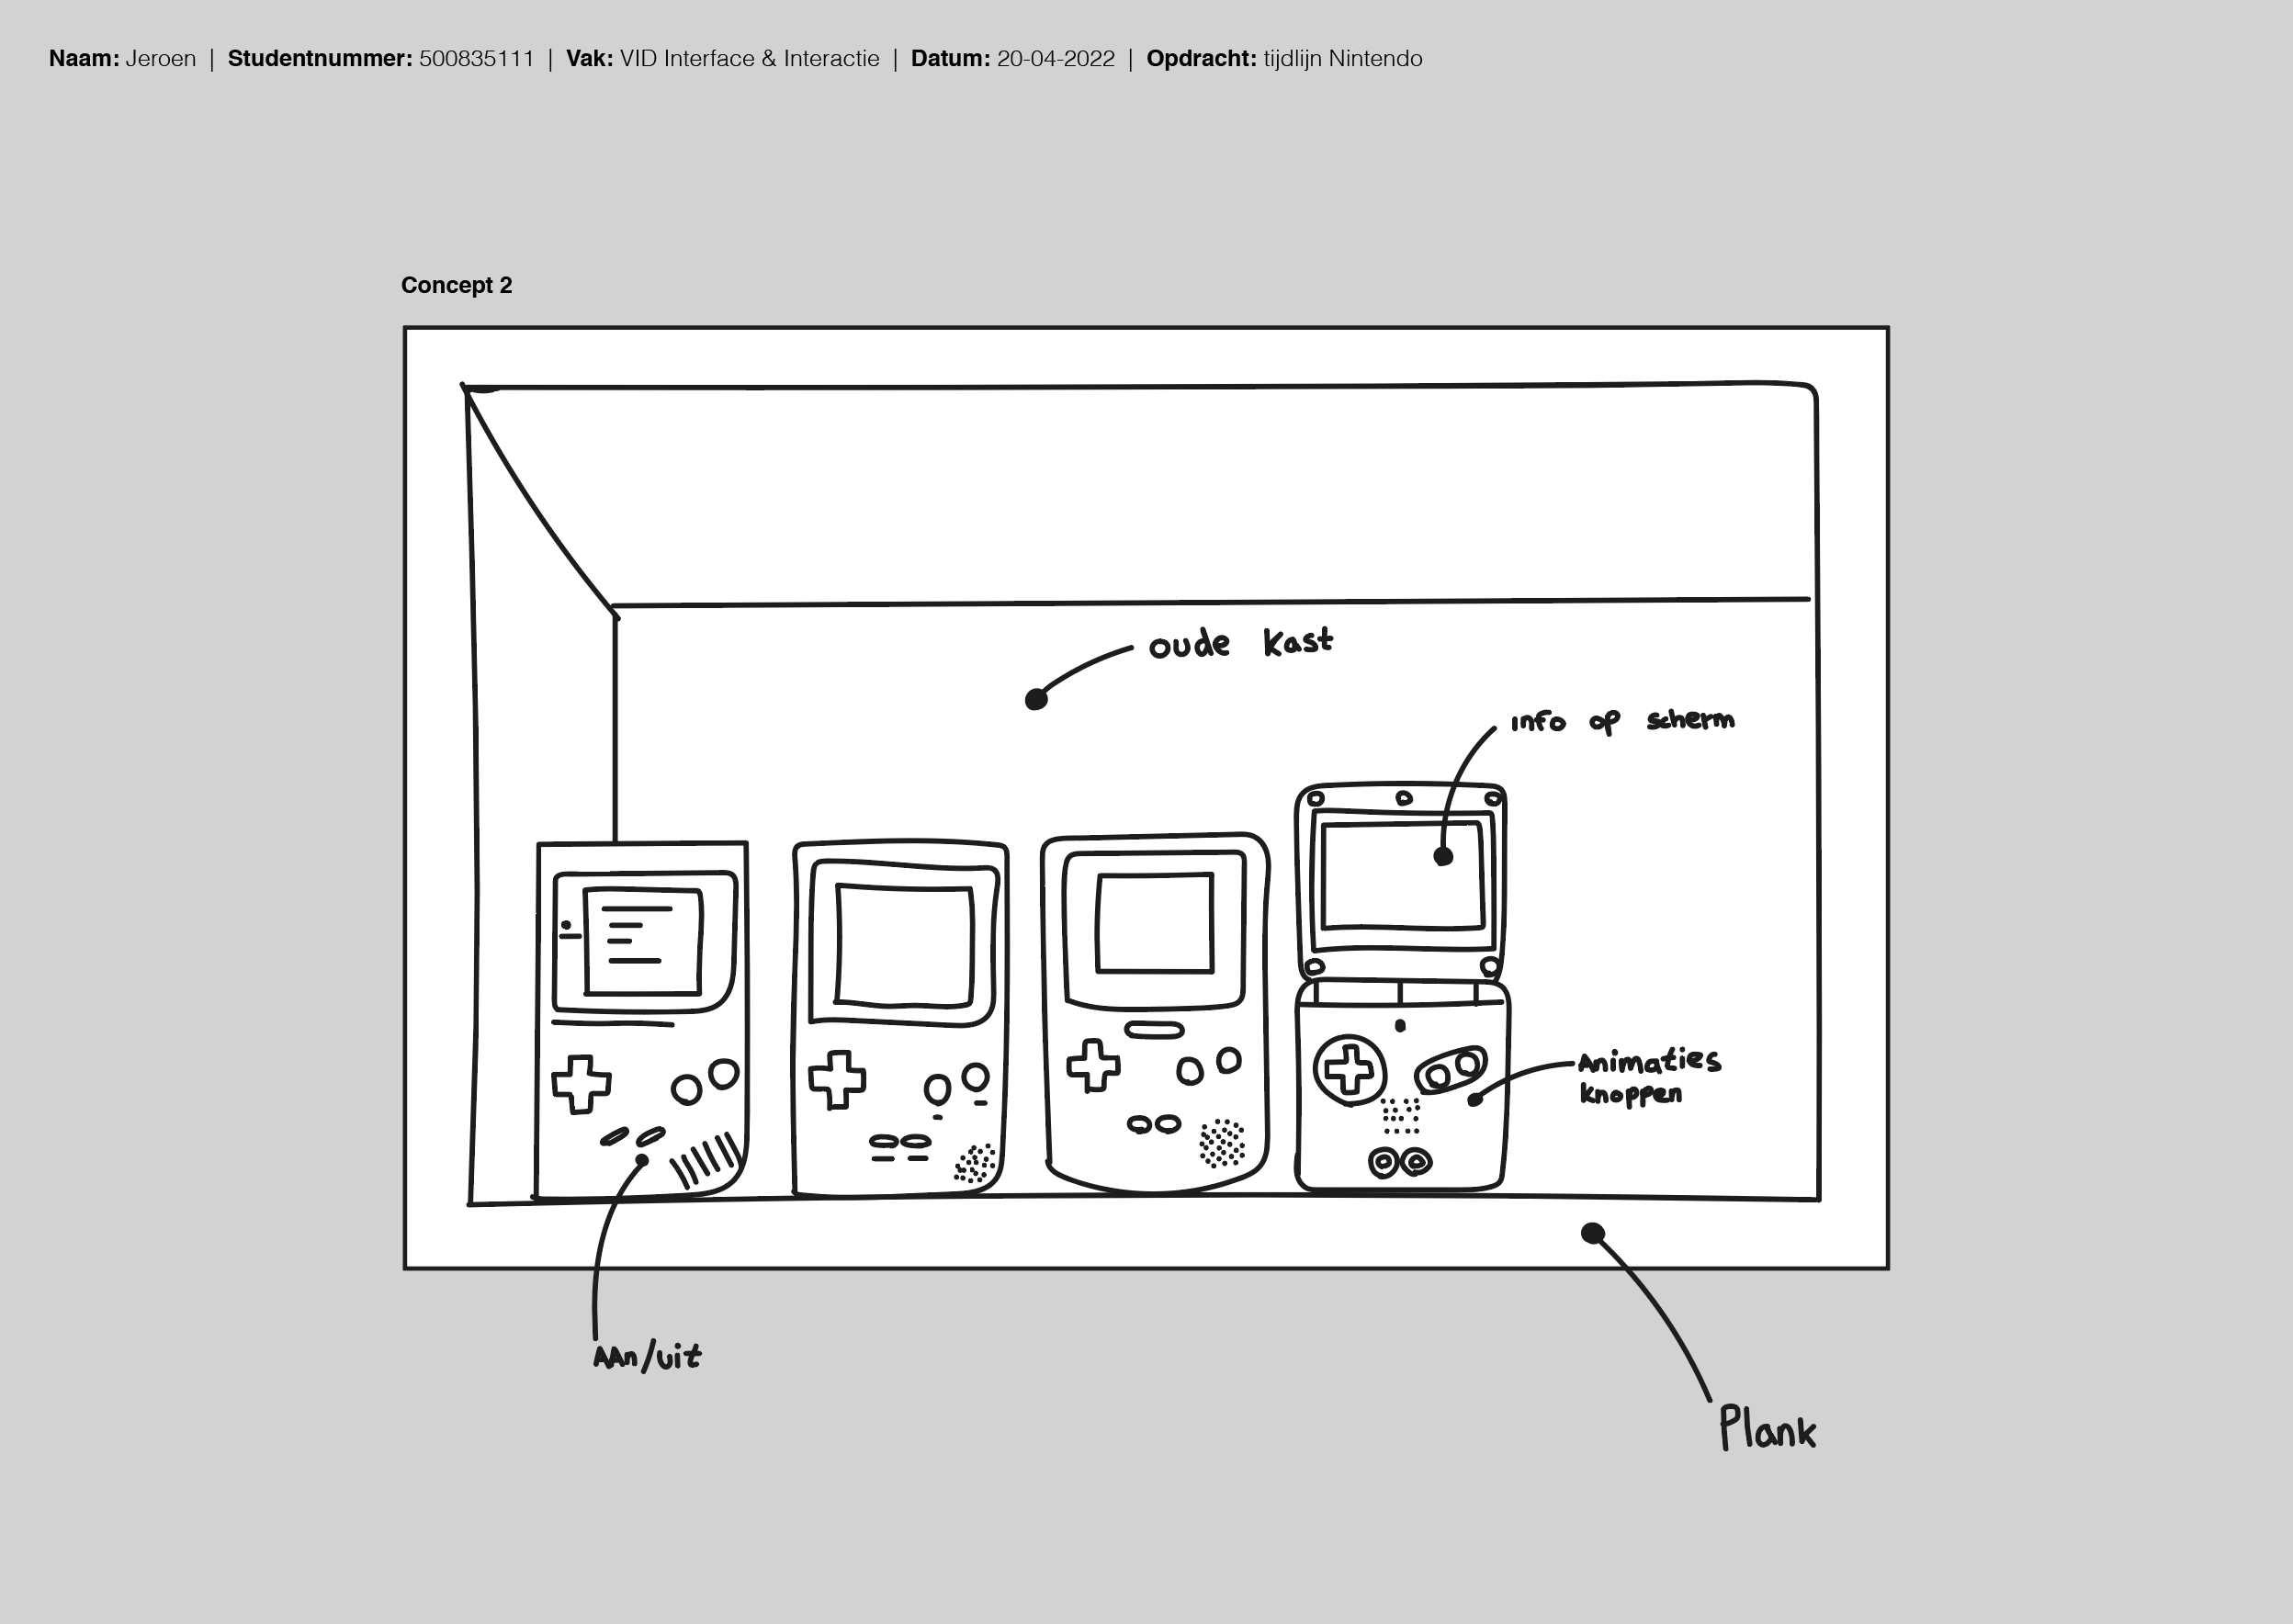 Naam: Jeroen | Studentnummer: 500835111 | Vak: VID Interface & Interactie | Datum: 20-04-2022 | Opdracht: tijdlijn Nintendo
Concept 2
oude kast
info op scherm
Animaties
knoppen
AAn/uit
Plank